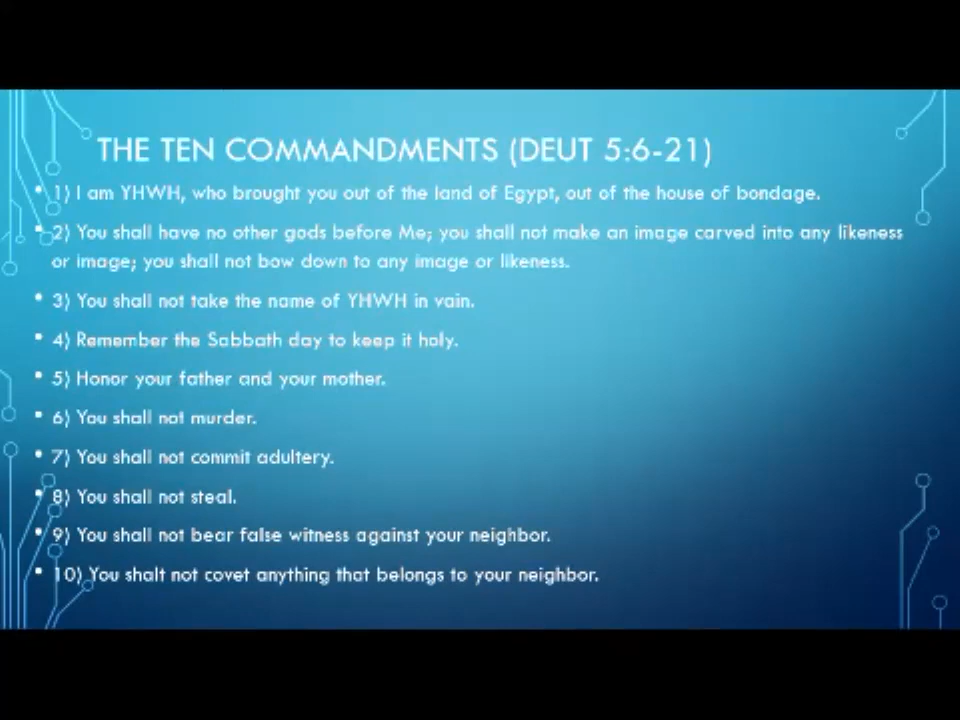 THE TEN COMMANDMENTS (DEUT 5:6-21)
• 1) I am YHWH, who brought you out of the land of Egypt, out of the house of bondage.
• 2) You shall have no other gods before Me; you shall not make an image carved into any likeness
or image; you shall not bow down to any image or likeness.
• 3) You shall not take the name of YHWH in vain.
• 4) Remember the Sabbath day to keep it holy.
• 5) Honor your father and your mother.
• 6) You shall not murder.
• 7) You shall not commit adultery.
• 8) You shall not steal.
• 9) You shall not bear false witness against your neighbor.
• 10) You shalt not covet anything that belongs to your neighbor.